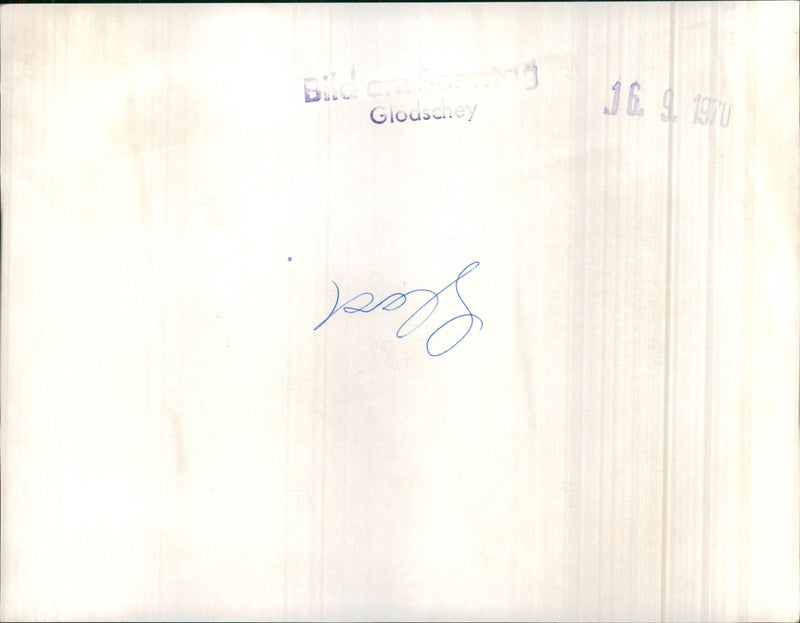 Bild am Sonntag
Glodschey
16. 9. 1970